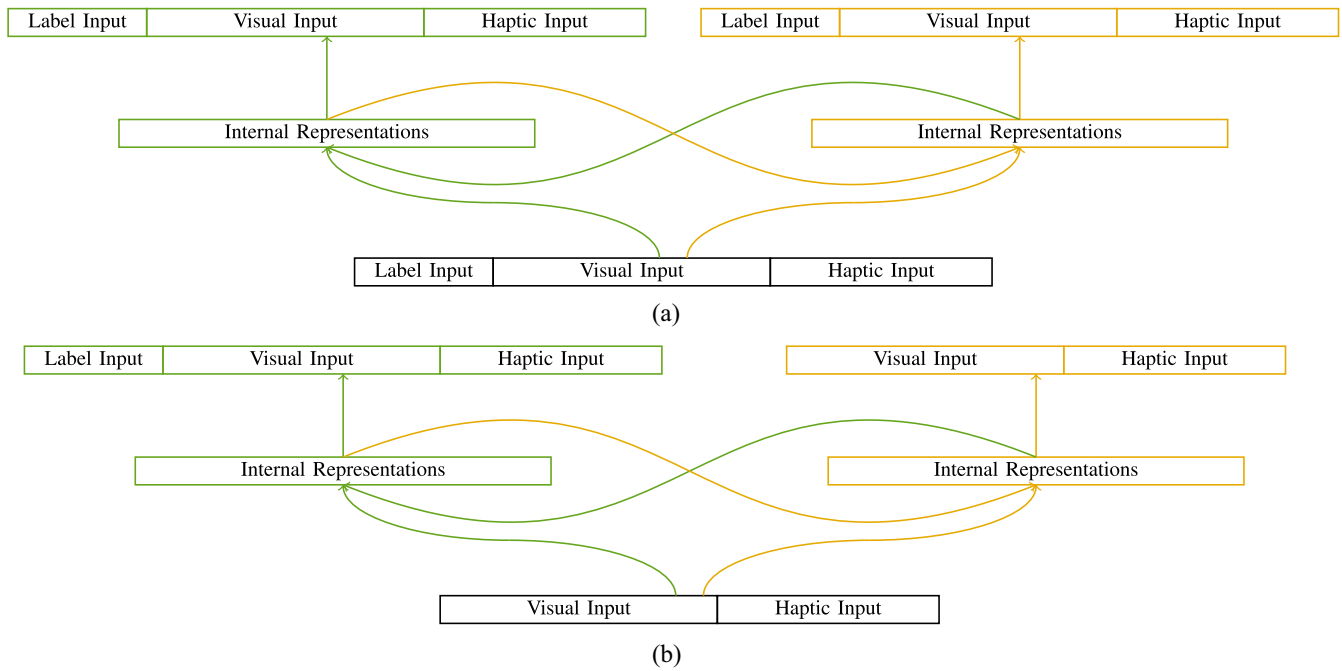 Label Input Visual Input Haptic Input Label Input Visual Input Haptic Input
Internal Representations Internal Representations
Label Input Visual Input Haptic Input
(a)
Label Input Visual Input Haptic Input Visual Input Haptic Input
Internal Representations Internal Representations
Visual Input Haptic Input
(b)